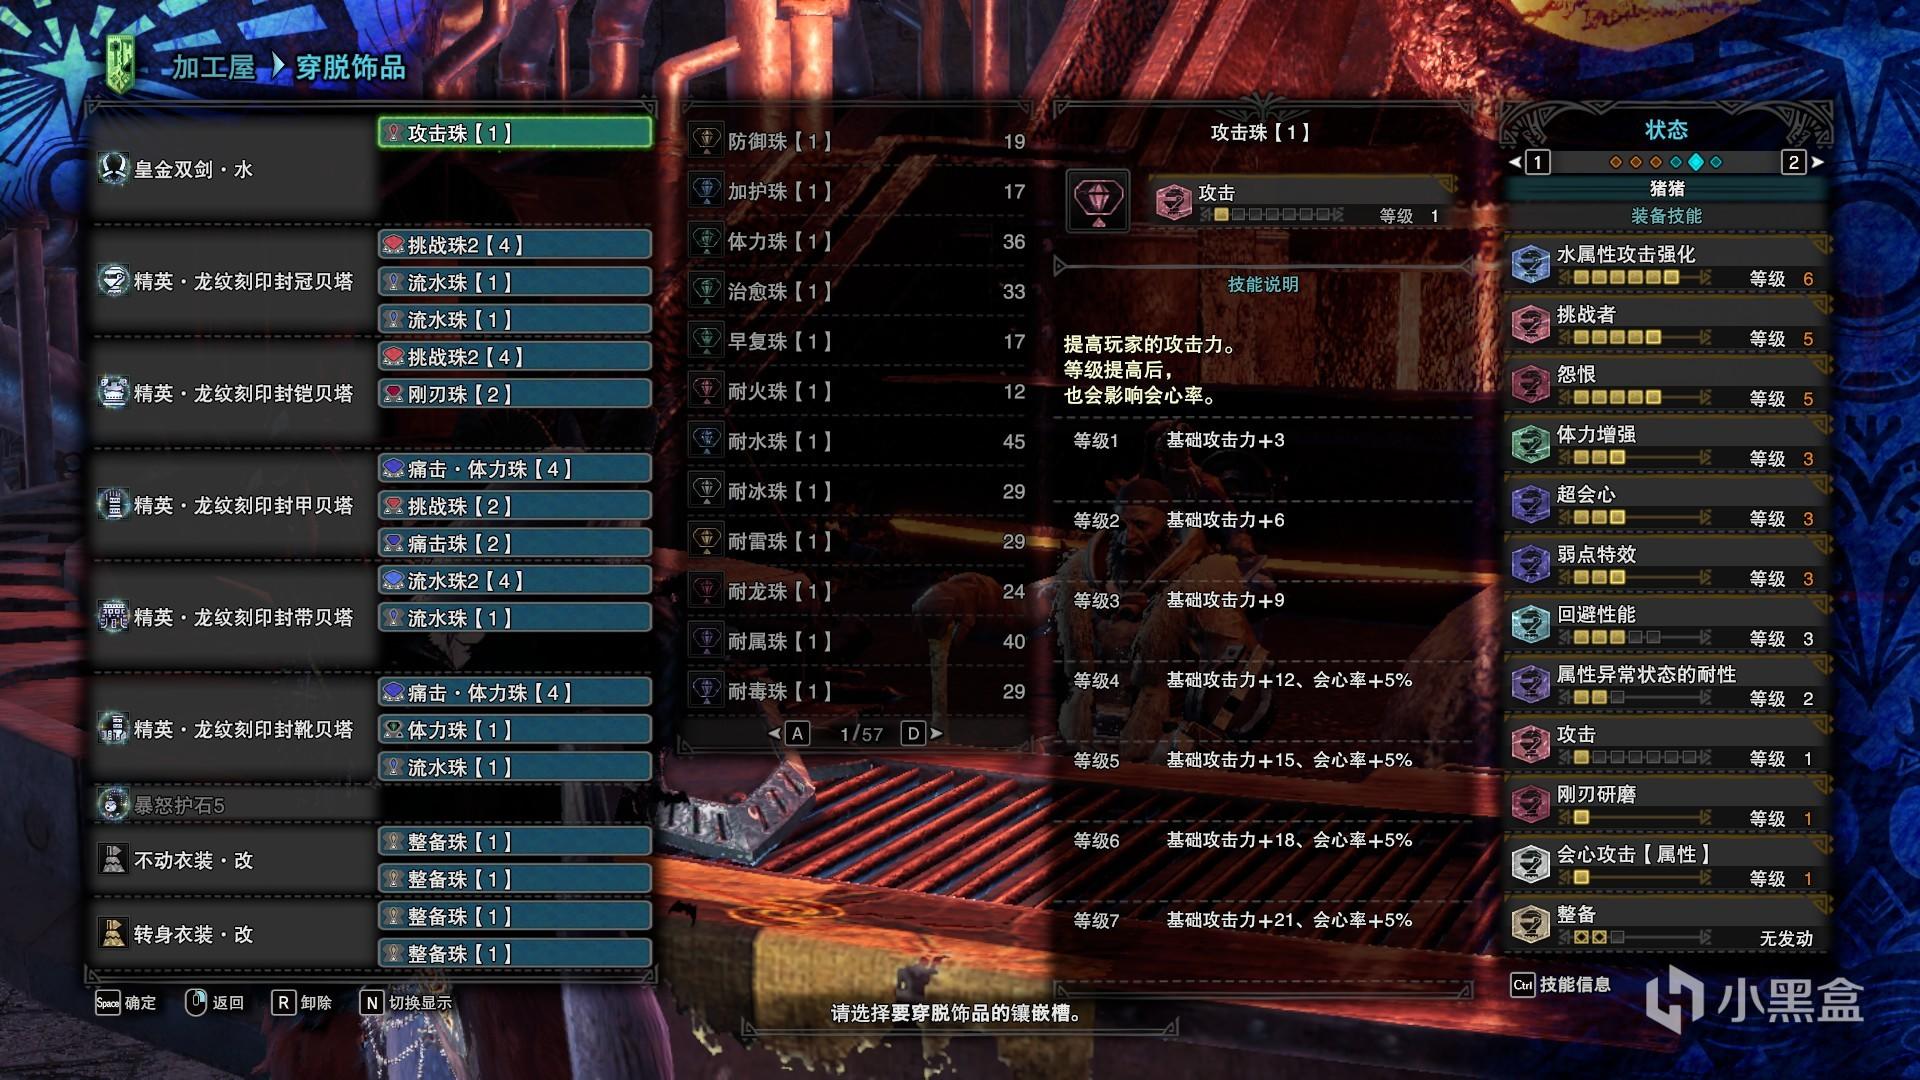 加工屋 穿脱饰品
皇金双剑・水
攻击珠【1】
精英・龙纹刻印封冠贝塔
挑战珠2【4】
流水珠【1】
流水珠【1】
精英・龙纹刻印封铠贝塔
挑战珠2【4】
刚刃珠【2】
精英・龙纹刻印封甲贝塔
痛击・体力珠【4】
挑战珠【2】
痛击珠【2】
精英・龙纹刻印封带贝塔
流水珠2【4】
流水珠【1】
精英・龙纹刻印封靴贝塔
痛击・体力珠【4】
体力珠【1】
流水珠【1】
暴怒护石5
不动衣装・改
整备珠【1】
整备珠【1】
转身衣装・改
整备珠【1】
整备珠【1】
防御珠【1】 19
加护珠【1】 17
体力珠【1】 36
治愈珠【1】 33
早复珠【1】 17
耐火珠【1】 12
耐水珠【1】 45
耐冰珠【1】 29
耐雷珠【1】 29
耐龙珠【1】 24
耐属珠【1】 40
耐毒珠【1】 29
A 1/57 D
攻击珠【1】
攻击
等级 1
技能说明
提高玩家的攻击力。
等级提高后，
也会影响会心率。
等级1 基础攻击力+3
等级2 基础攻击力+6
等级3 基础攻击力+9
等级4 基础攻击力+12、会心率+5%
等级5 基础攻击力+15、会心率+5%
等级6 基础攻击力+18、会心率+5%
等级7 基础攻击力+21、会心率+5%
状态
1 2
猪猪
装备技能
水属性攻击强化
等级 6
挑战者
等级 5
怨恨
等级 5
体力增强
等级 3
超会心
等级 3
弱点特效
等级 3
回避性能
等级 3
属性异常状态的耐性
等级 2
攻击
等级 1
刚刃研磨
等级 1
会心攻击【属性】
等级 1
整备
无发动
Ctrl 技能信息
Space 确定 返回 R 卸除 N 切换显示
请选择要穿脱饰品的镶嵌槽。
小黑盒